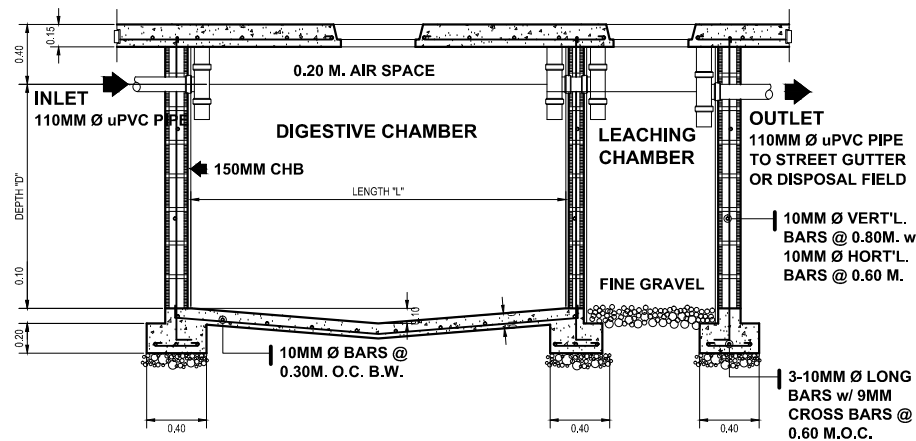 0.15
0.40
0.20 M. AIR SPACE
INLET
110MM Ø uPVC PIPE
DIGESTIVE CHAMBER
LEACHING
CHAMBER
OUTLET
110MM Ø uPVC PIPE
TO STREET GUTTER
OR DISPOSAL FIELD
150MM CHB
LENGTH "L"
DEPTH "D"
10MM Ø VERT'L.
BARS @ 0.80M. w
10MM Ø HORT'L.
BARS @ 0.60 M.
FINE GRAVEL
0.10
0.10
0.20
10MM Ø BARS @
0.30M. O.C. B.W.
3-10MM Ø LONG
BARS w/ 9MM
CROSS BARS @
0.60 M.O.C.
0.40
0.40
0.40